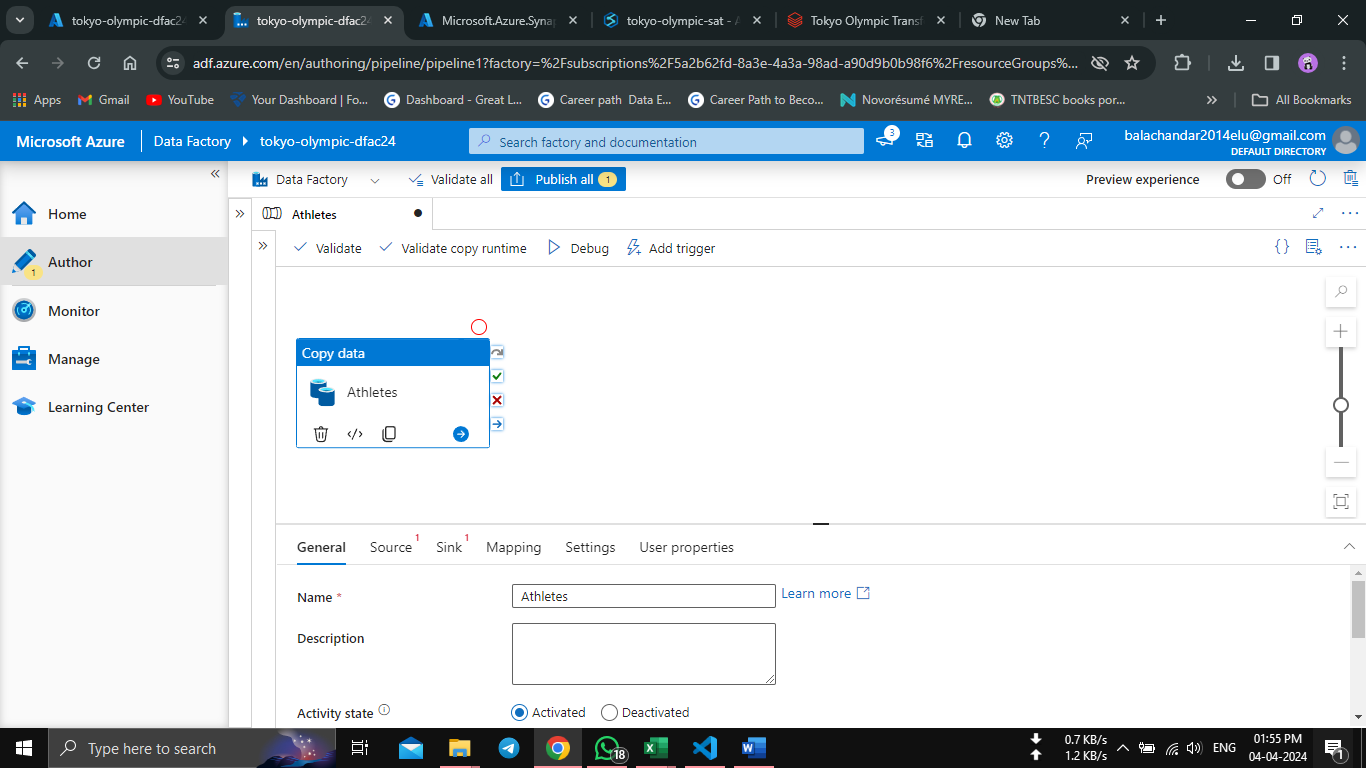 tokyo-olympic-dfac24
tokyo-olympic-dfac24
Microsoft.Azure.Syna
tokyo-olympic-sat - A
Tokyo Olympic Transf
New Tab
adf.azure.com/en/authoring/pipeline/pipeline1?factory=%2Fsubscriptions%2F5a2b62fd-8a3e-4a3a-98ad-a90d9b0b98f6%2FresourceGroups%...
Apps
Gmail
YouTube
Your Dashboard | Fo...
Dashboard - Great L...
Career path Data E...
Career Path to Beco...
Novorésumé MYRE...
TNTBESC books por...
All Bookmarks
Microsoft Azure
Data Factory
tokyo-olympic-dfac24
Search factory and documentation
3
balachandar2014elu@gmail.com
DEFAULT DIRECTORY
Data Factory
Validate all
Publish all 1
Preview experience
Off
Home
Author
1
Monitor
Manage
Learning Center
Athletes
Validate
Validate copy runtime
Debug
Add trigger
Copy data
Athletes
General
Source 1
Sink 1
Mapping
Settings
User properties
Name *
Athletes
Learn more
Description
Activity state
Activated
Deactivated
Type here to search
18
0.7 KB/s
1.2 KB/s
ENG
01:55 PM
04-04-2024
1